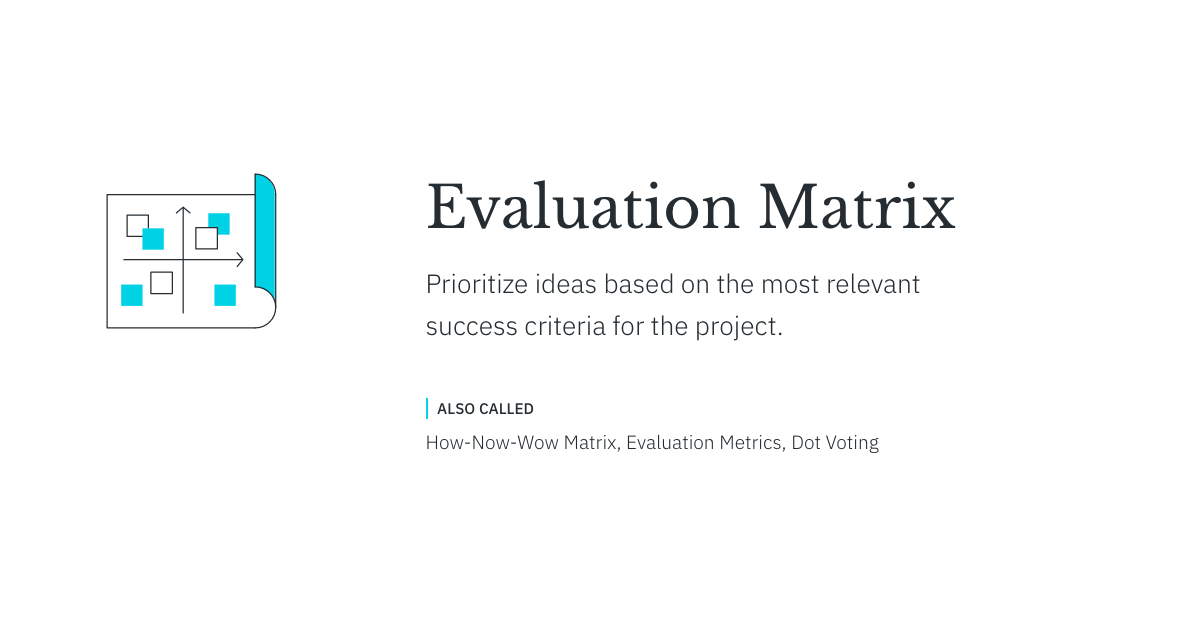 Evaluation Matrix
Prioritize ideas based on the most relevant
success criteria for the project.
ALSO CALLED
How-Now-Wow Matrix, Evaluation Metrics, Dot Voting